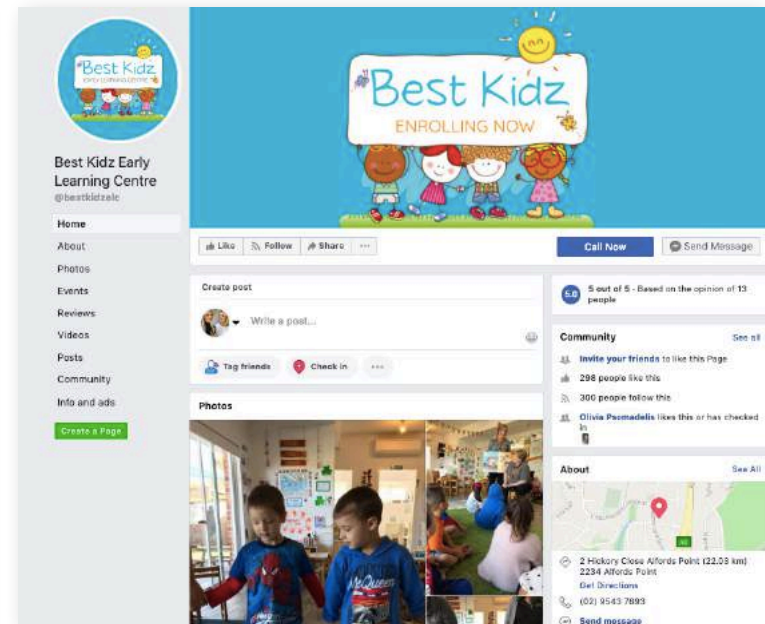 Best Kidz
EARLY LEARNING CENTRE
Best Kidz
ENROLLING NOW
Best Kidz Early
Learning Centre
@bestkidzelc
Home
About
Photos
Events
Reviews
Videos
Posts
Community
Info and ads
Create a Page
Like Follow Share ...
Call Now
Send Message
Create post
Write a post...
Tag friends Check in ...
Photos
McQueen
5.0
5 out of 5 - Based on the opinion of 13
people
Community See all
Invite your friends to like this Page
298 people like this
300 people follow this
Olivia Psomadelis likes this or has checked
in
About See All
2 Hickory Close Alfords Point (22.03 km)
2234 Alfords Point
Get Directions
(02) 9543 7893
Send message